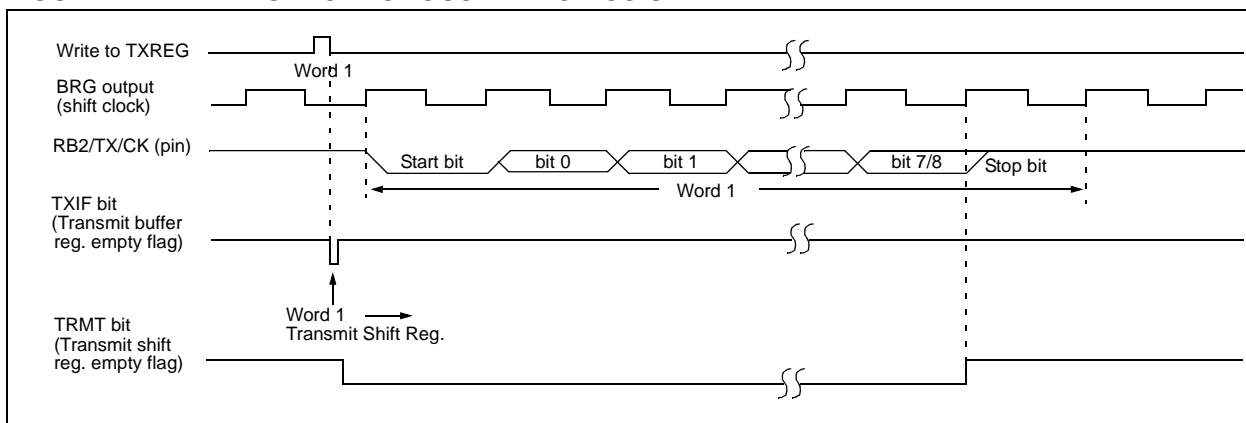 Write to TXREG
Word 1
BRG output
(shift clock)
RB2/TX/CK (pin)
Start bit
bit 0
bit 1
bit 7/8
Stop bit
Word 1
TXIF bit
(Transmit buffer
reg. empty flag)
Word 1
Transmit Shift Reg.
TRMT bit
(Transmit shift
reg. empty flag)